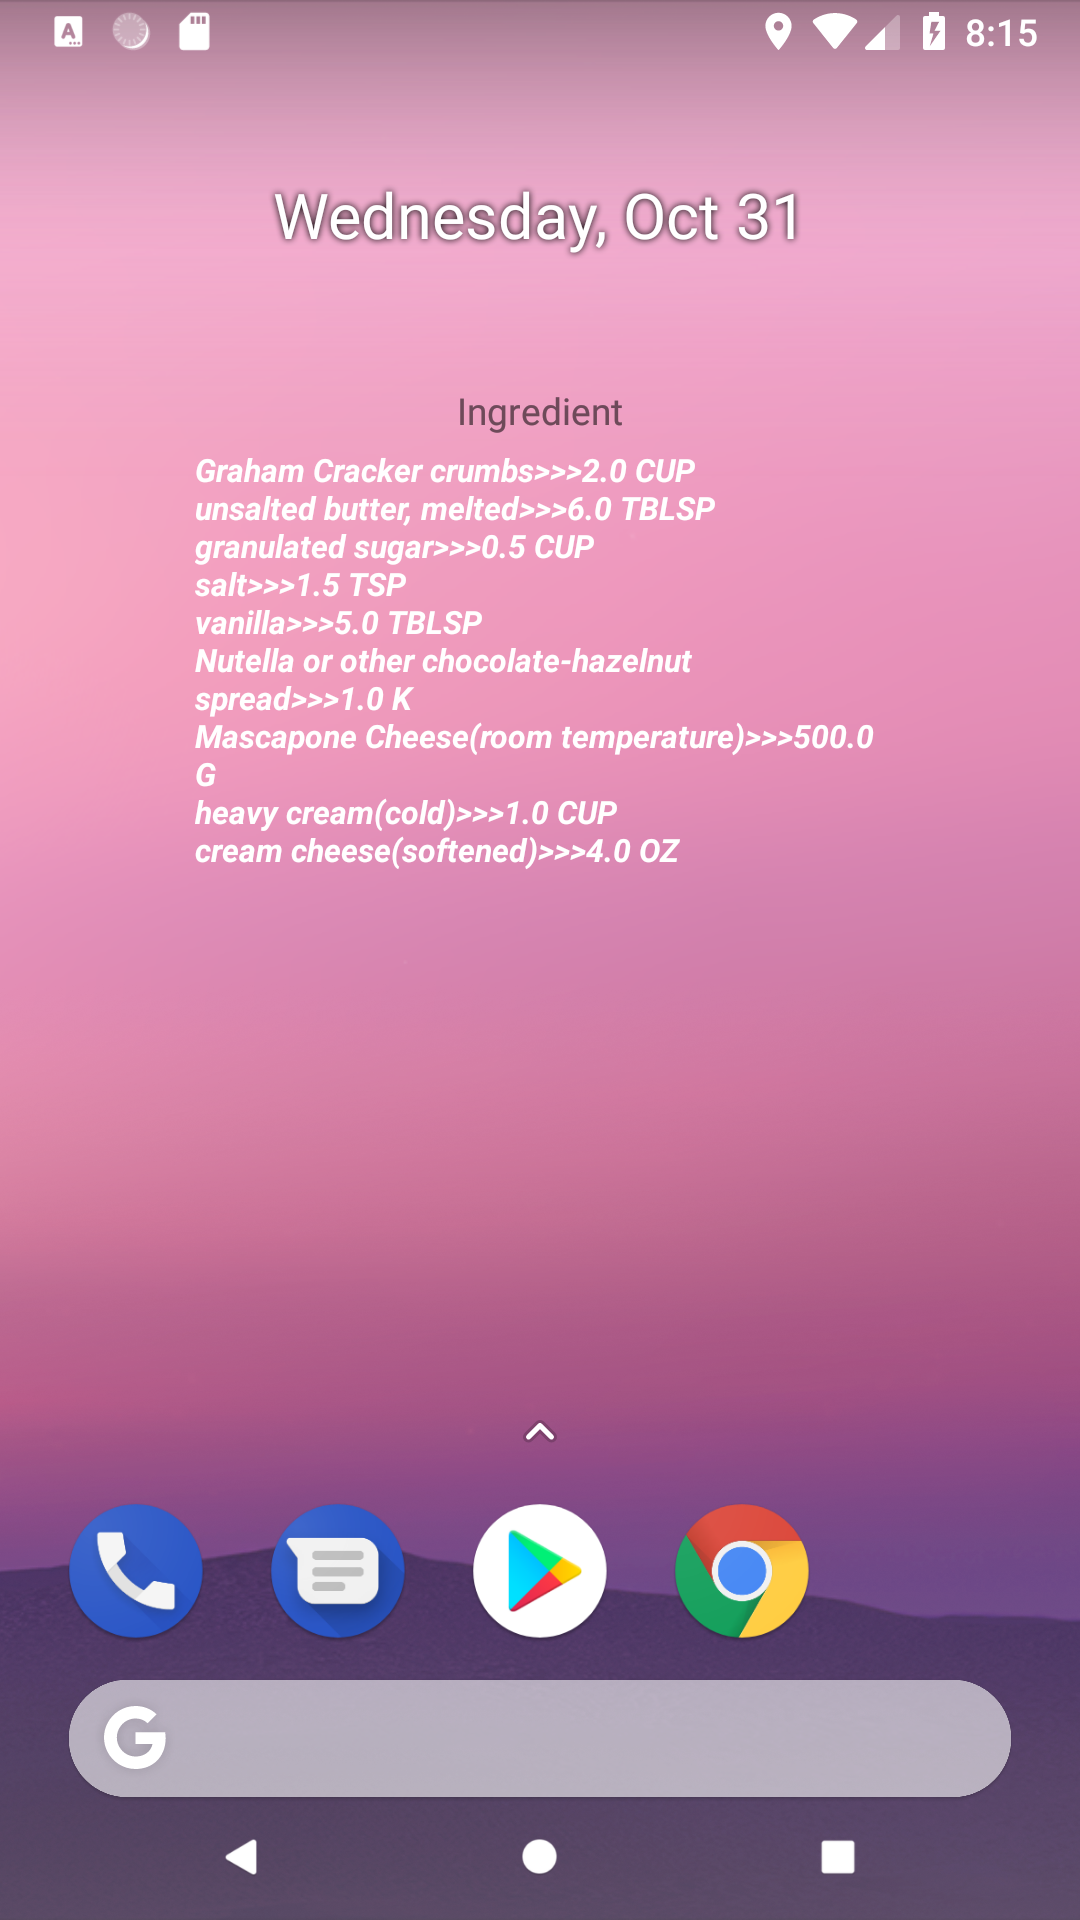 8:15
Wednesday, Oct 31
Ingredient
Graham Cracker crumbs>>>2.0 CUP
unsalted butter, melted>>>6.0 TBLSP
granulated sugar>>>0.5 CUP
salt>>>1.5 TSP
vanilla>>>5.0 TBLSP
Nutella or other chocolate-hazelnut
spread>>>1.0 K
Mascapone Cheese(room temperature)>>>500.0
G
heavy cream(cold)>>>1.0 CUP
cream cheese(softened)>>>4.0 OZ